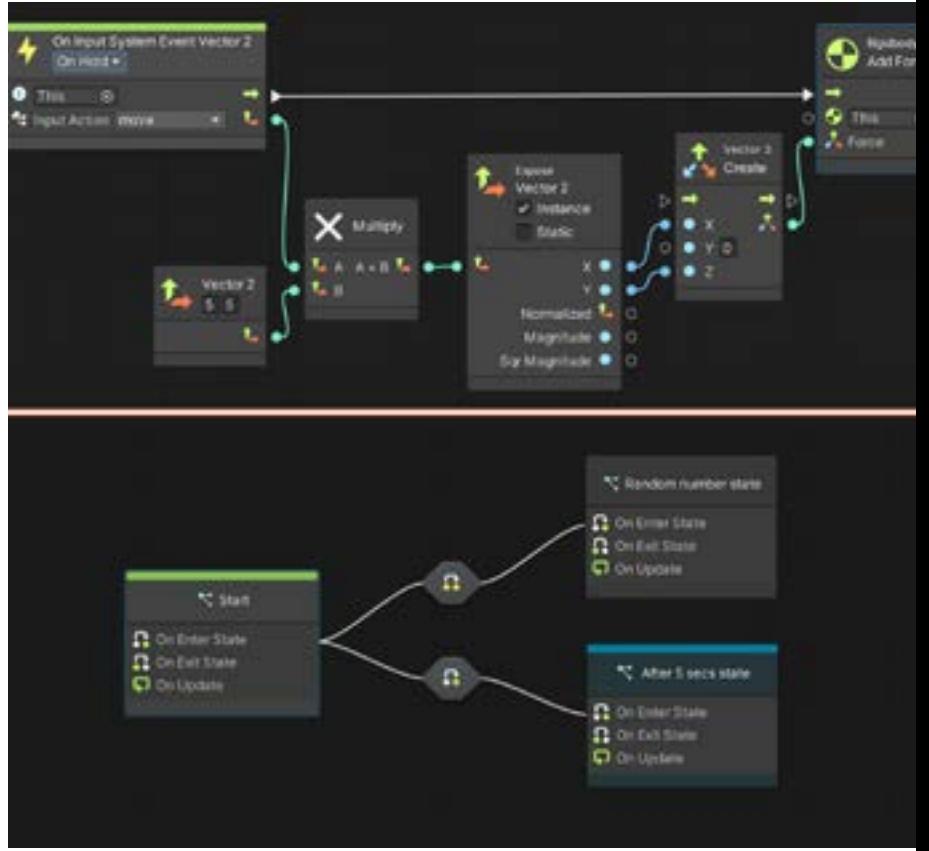 On Input System Event Vector 2
On Hold
This
Input Action move
Rigidbody
Add For
This
Force
Vector 3
Create
X
Y 0
Z
Expose
Vector 2
Instance
Static
X
Y
Normalized
Magnitude
Sqr Magnitude
Multiply
A A × B
B
Vector 2
5 5
Random number state
On Enter State
On Exit State
On Update
Start
On Enter State
On Exit State
On Update
After 5 secs state
On Enter State
On Exit State
On Update